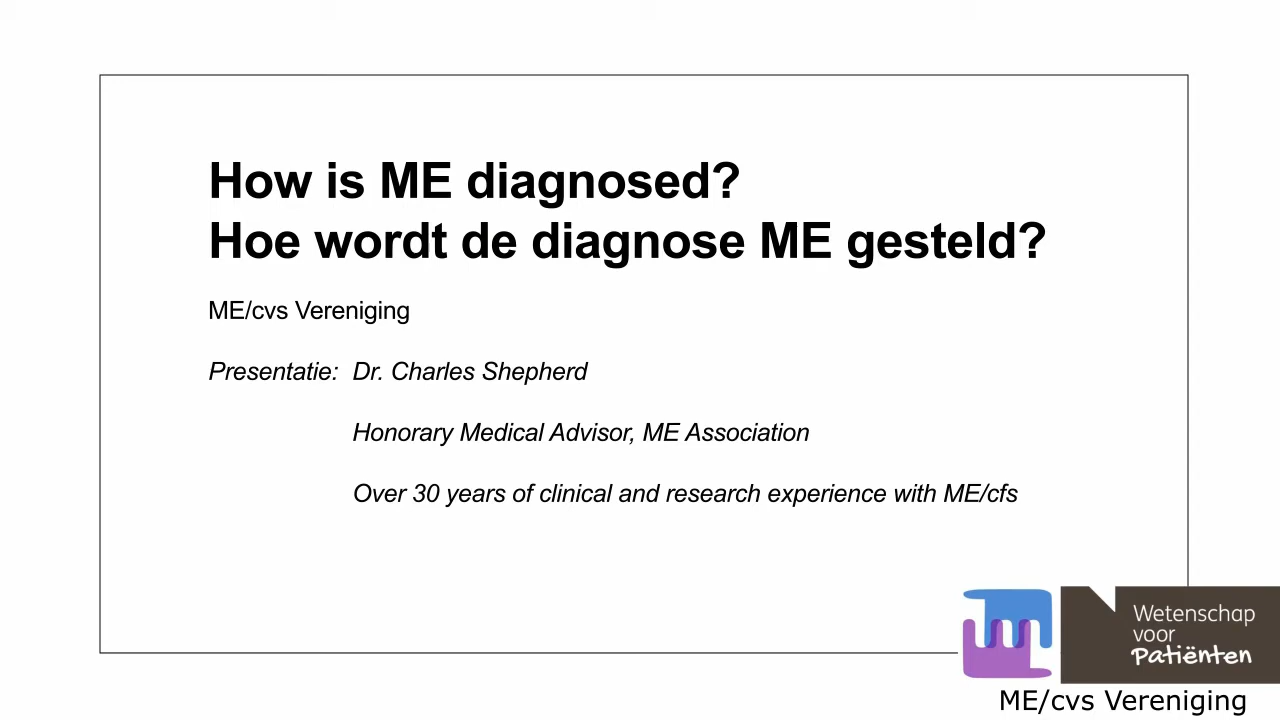 How is ME diagnosed?
Hoe wordt de diagnose ME gesteld?
ME/cvs Vereniging
Presentatie: Dr. Charles Shepherd
Honorary Medical Advisor, ME Association
Over 30 years of clinical and research experience with ME/cfs
Wetenschap
voor
Patiënten
ME/cvs Vereniging